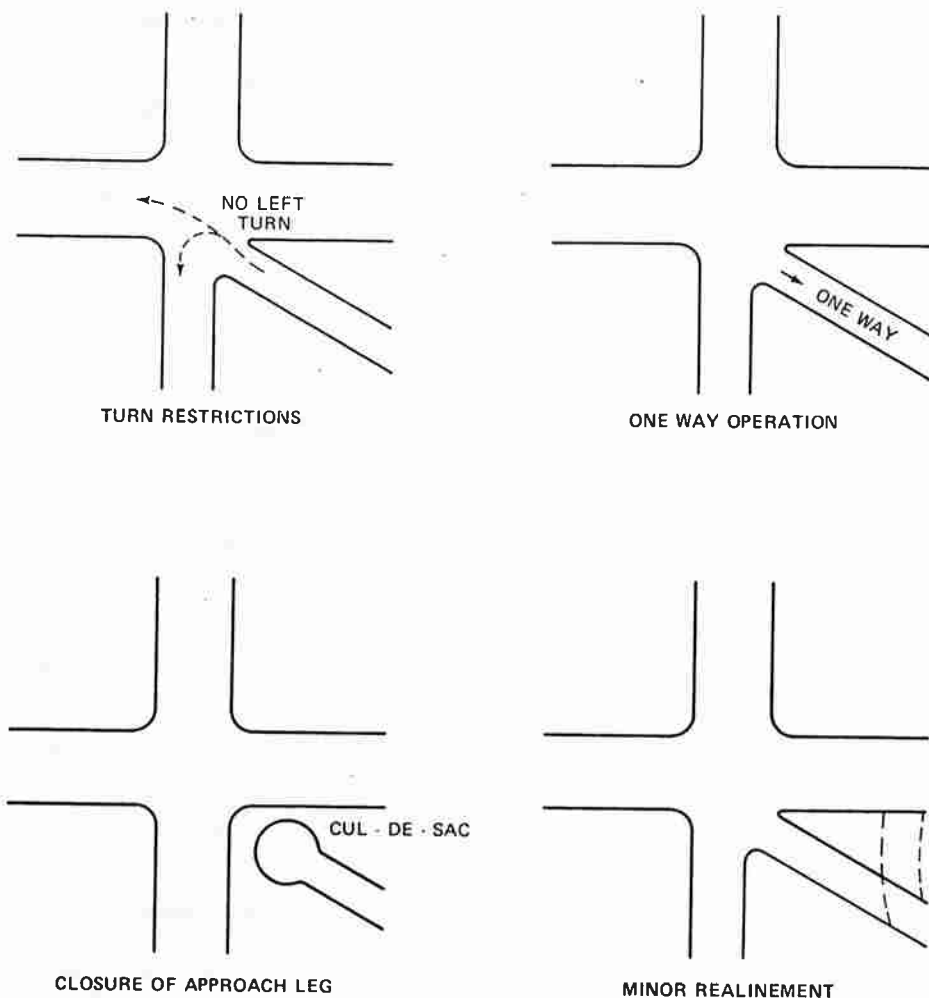 NO LEFT
TURN
TURN RESTRICTIONS
ONE WAY
ONE WAY OPERATION
CUL - DE - SAC
CLOSURE OF APPROACH LEG
MINOR REALINEMENT